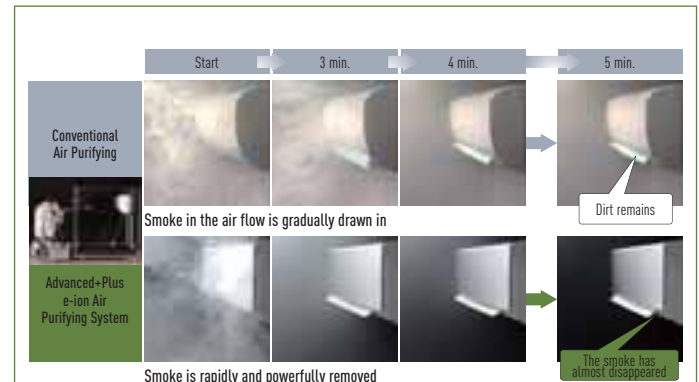 Start
3 min.
4 min.
5 min.
Conventional
Air Purifying
Dirt remains
Smoke in the air flow is gradually drawn in
Advanced+Plus
e-ion Air
Purifying System
The smoke has
almost disappeared
Smoke is rapidly and powerfully removed